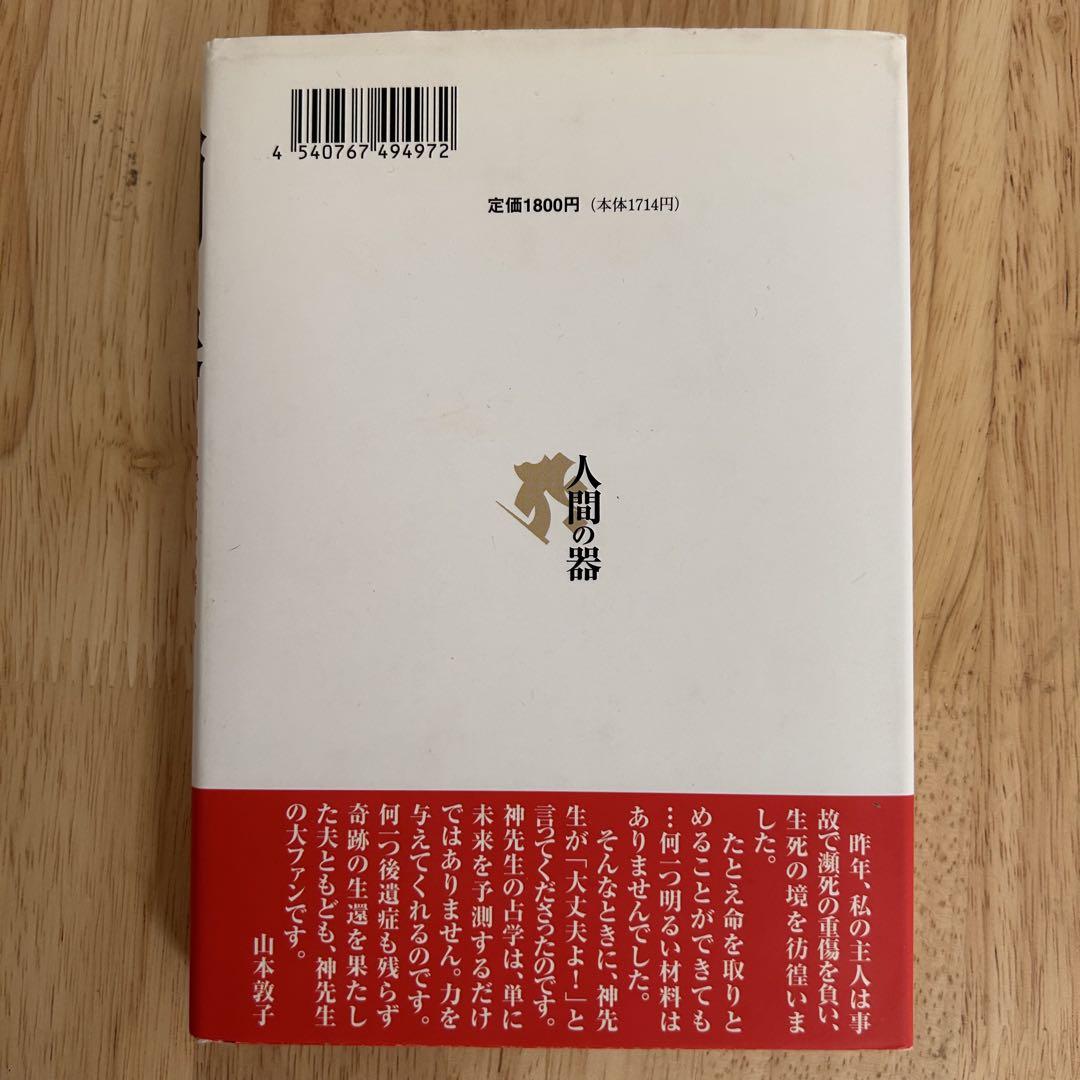 4 540767 494972
定価1800円（本体1714円）
人間の器
昨年、私の主人は事
故で瀕死の重傷を負い、
生死の境を彷徨いま
した。
たとえ命を取りと
めることができても
…何一つ明るい材料は
ありませんでした。
そんなときに、神先
生が「大丈夫よ！」と
言ってくださったのです。
神先生の占学は、単に
未来を予測するだけ
ではありません。力を
与えてくれるのです。
何一つ後遺症も残らず
奇跡の生還を果たし
た夫ともども、神先生
の大ファンです。
山本敦子